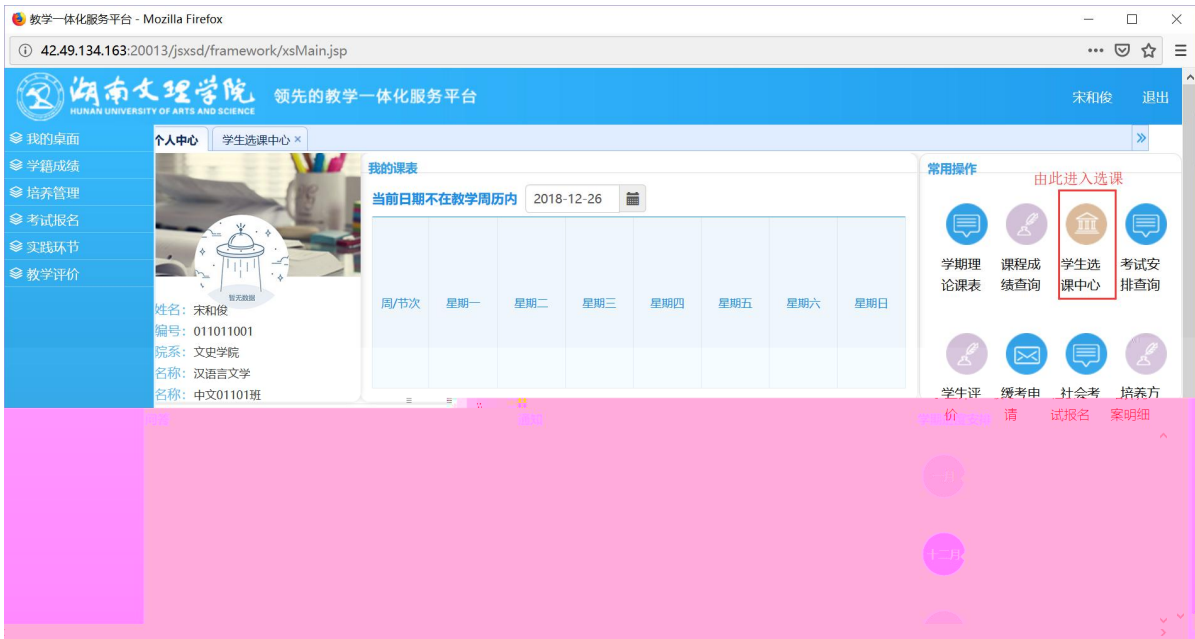 教学一体化服务平台 - Mozilla Firefox
42.49.134.163:20013/jsxsd/framework/xsMain.jsp
湖南文理学院
HUNAN UNIVERSITY OF ARTS AND SCIENCE
领先的教学一体化服务平台
宋和俊 退出
我的桌面
学籍成绩
培养管理
考试报名
实践环节
教学评价
个人中心 学生选课中心 ×
暂无数据
姓名：宋和俊
编号：011011001
院系：文史学院
名称：汉语言文学
名称：中文01101班
我的课表
当前日期不在教学周历内 2018-12-26
周/节次 星期一 星期二 星期三 星期四 星期五 星期六 星期日
常用操作
由此进入选课
学期理论课表
课程成绩查询
学生选课中心
考试安排查询
学生评价
缓考申请
社会考试报名
培养方案明细
通知
十二月